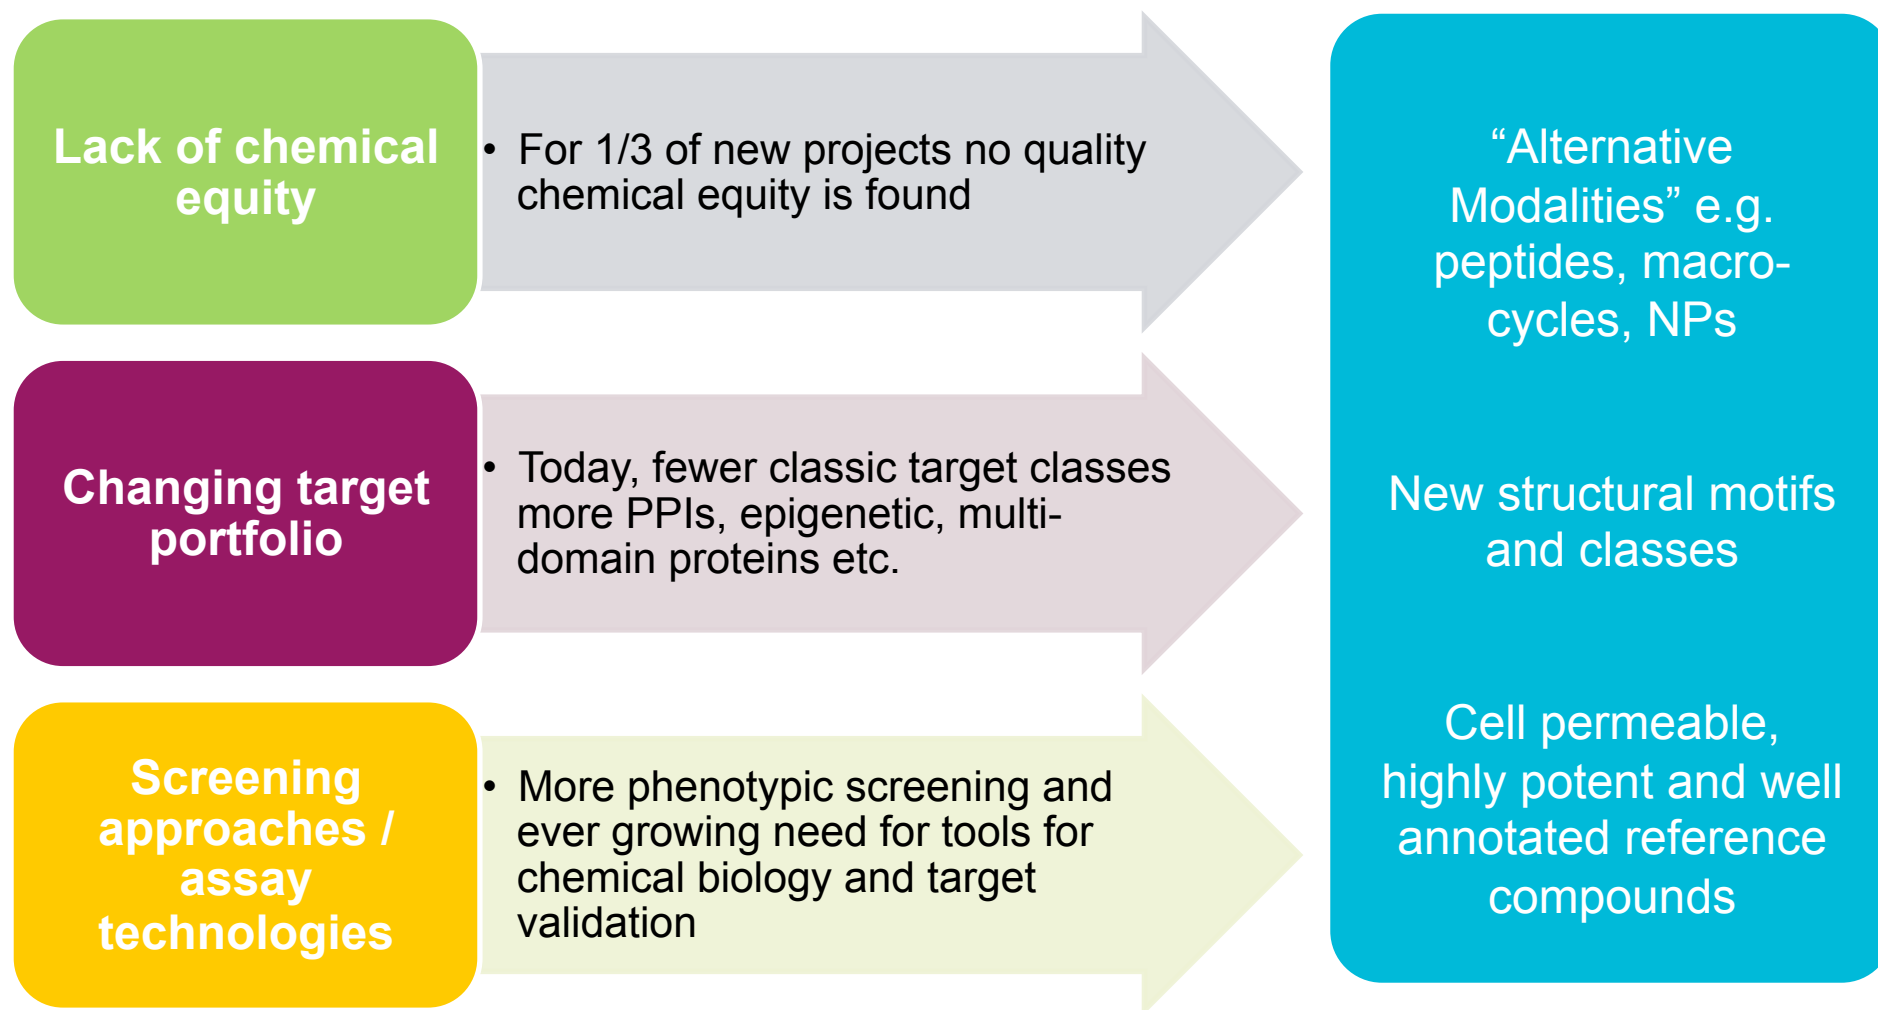 Lack of chemical
equity
• For 1/3 of new projects no quality
chemical equity is found
Changing target
portfolio
• Today, fewer classic target classes
more PPIs, epigenetic, multi-
domain proteins etc.
Screening
approaches /
assay
technologies
• More phenotypic screening and
ever growing need for tools for
chemical biology and target
validation
“Alternative
Modalities” e.g.
peptides, macro-
cycles, NPs
New structural motifs
and classes
Cell permeable,
highly potent and well
annotated reference
compounds